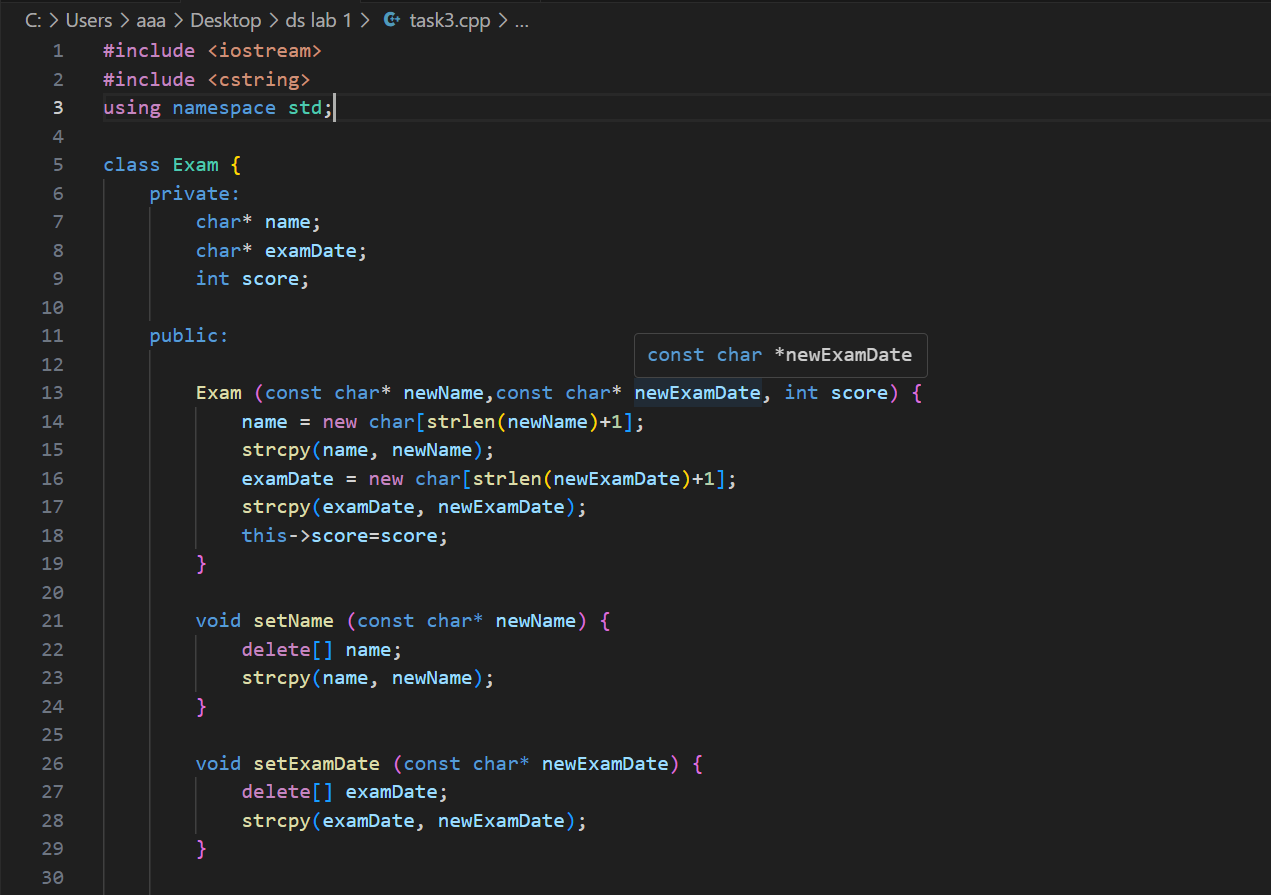 C: > Users > aaa > Desktop > ds lab 1 > task3.cpp > ...
1 #include <iostream>
2 #include <cstring>
3 using namespace std;
4
5 class Exam {
6     private:
7         char* name;
8         char* examDate;
9         int score;
10
11     public:
const char *newExamDate
12
13         Exam (const char* newName,const char* newExamDate, int score) {
14             name = new char[strlen(newName)+1];
15             strcpy(name, newName);
16             examDate = new char[strlen(newExamDate)+1];
17             strcpy(examDate, newExamDate);
18             this->score=score;
19         }
20
21         void setName (const char* newName) {
22             delete[] name;
23             strcpy(name, newName);
24         }
25
26         void setExamDate (const char* newExamDate) {
27             delete[] examDate;
28             strcpy(examDate, newExamDate);
29         }
30